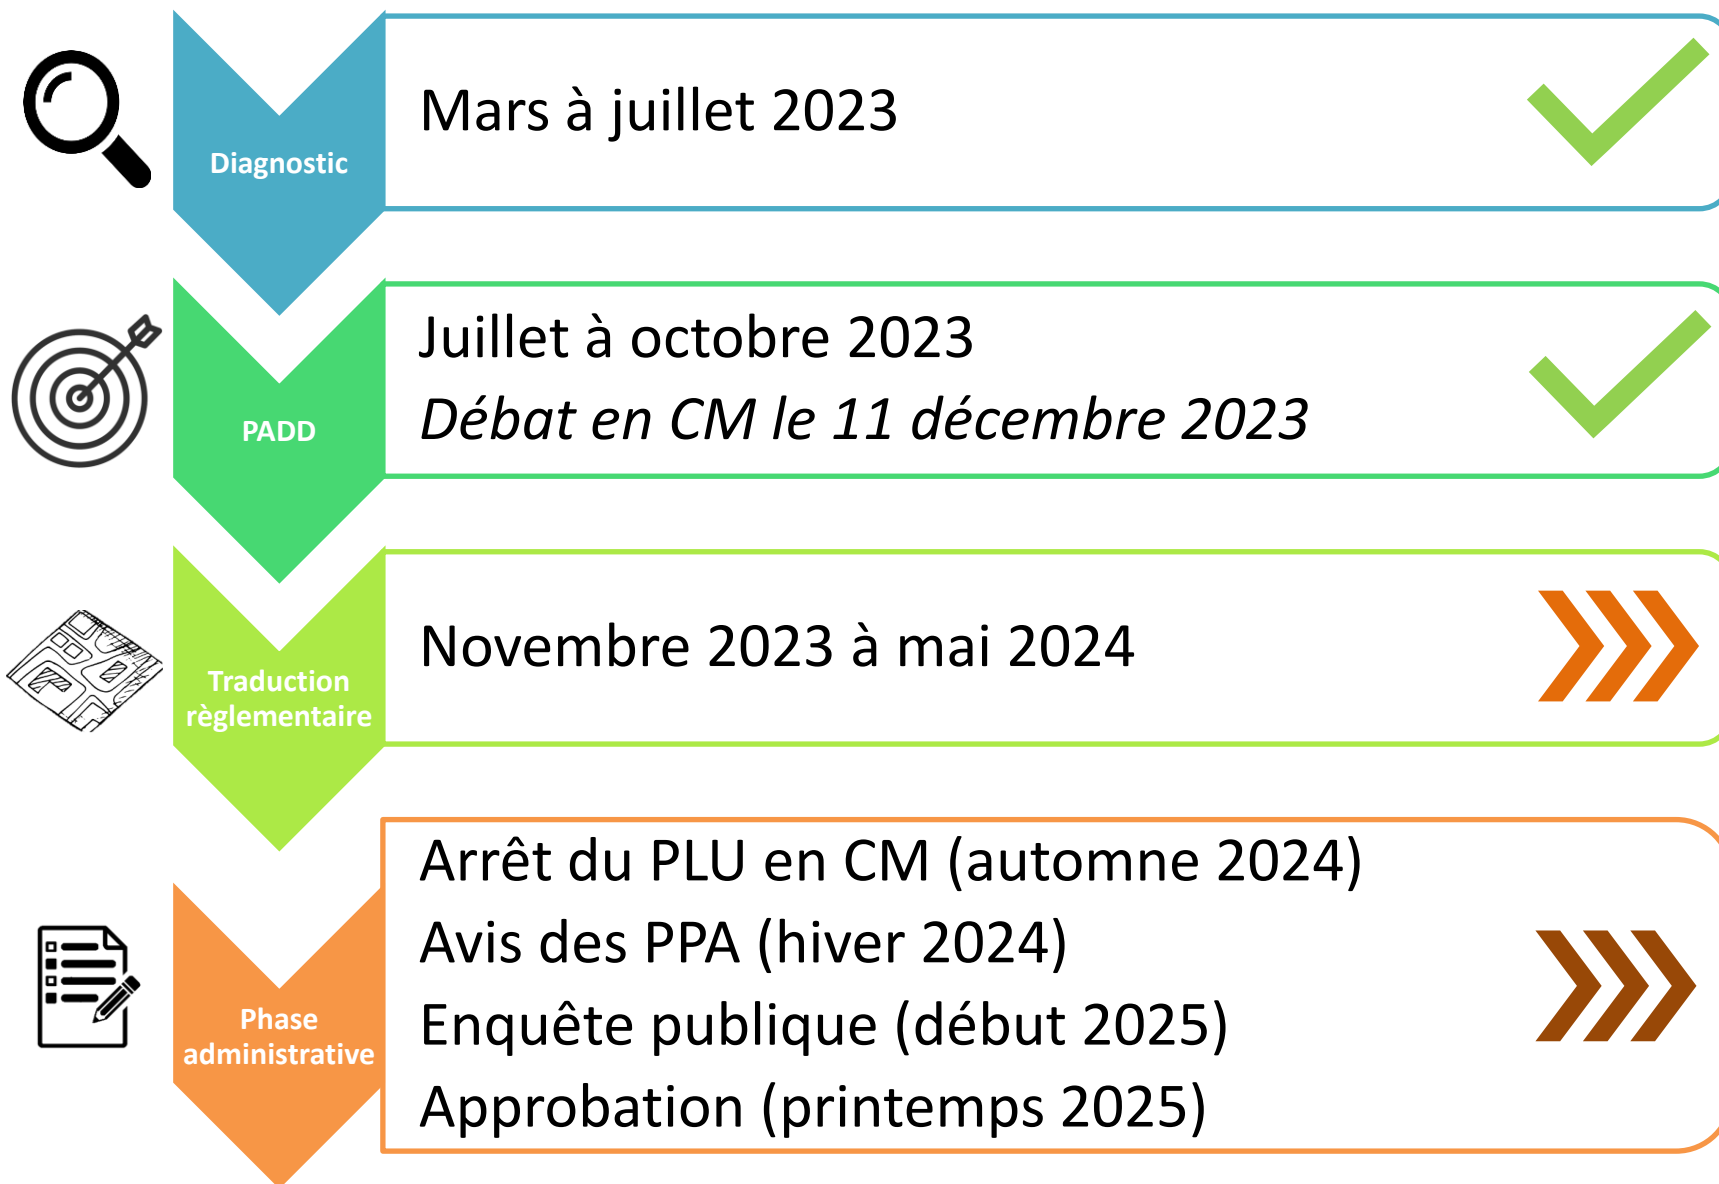 Diagnostic
Mars à juillet 2023
PADD
Juillet à octobre 2023
Débat en CM le 11 décembre 2023
Traduction
règlementaire
Novembre 2023 à mai 2024
Phase
administrative
Arrêt du PLU en CM (automne 2024)
Avis des PPA (hiver 2024)
Enquête publique (début 2025)
Approbation (printemps 2025)